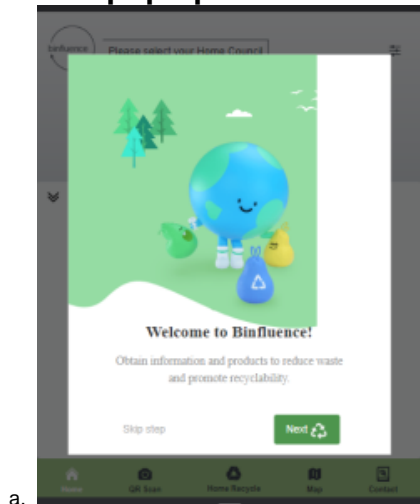 binfluence
Please select your Home Council
Welcome to Binfluence!
Obtain information and products to reduce waste
and promote recyclability.
Skip step
Next
Home
QR Scan
Home Recycle
Map
Contact
a.